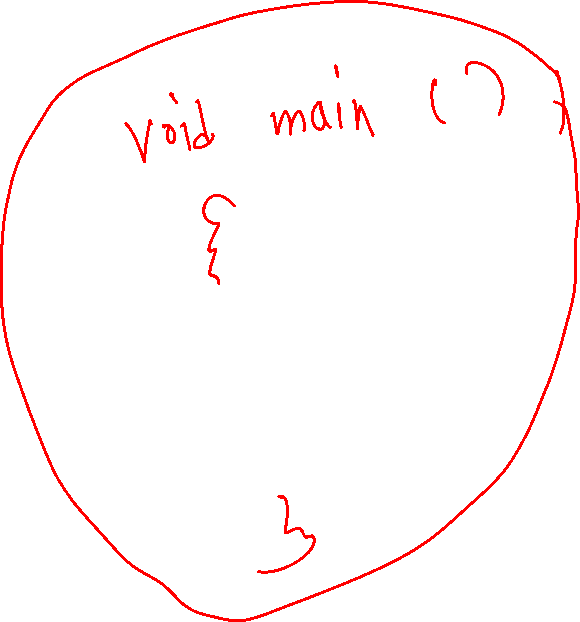 void main ()
{
}